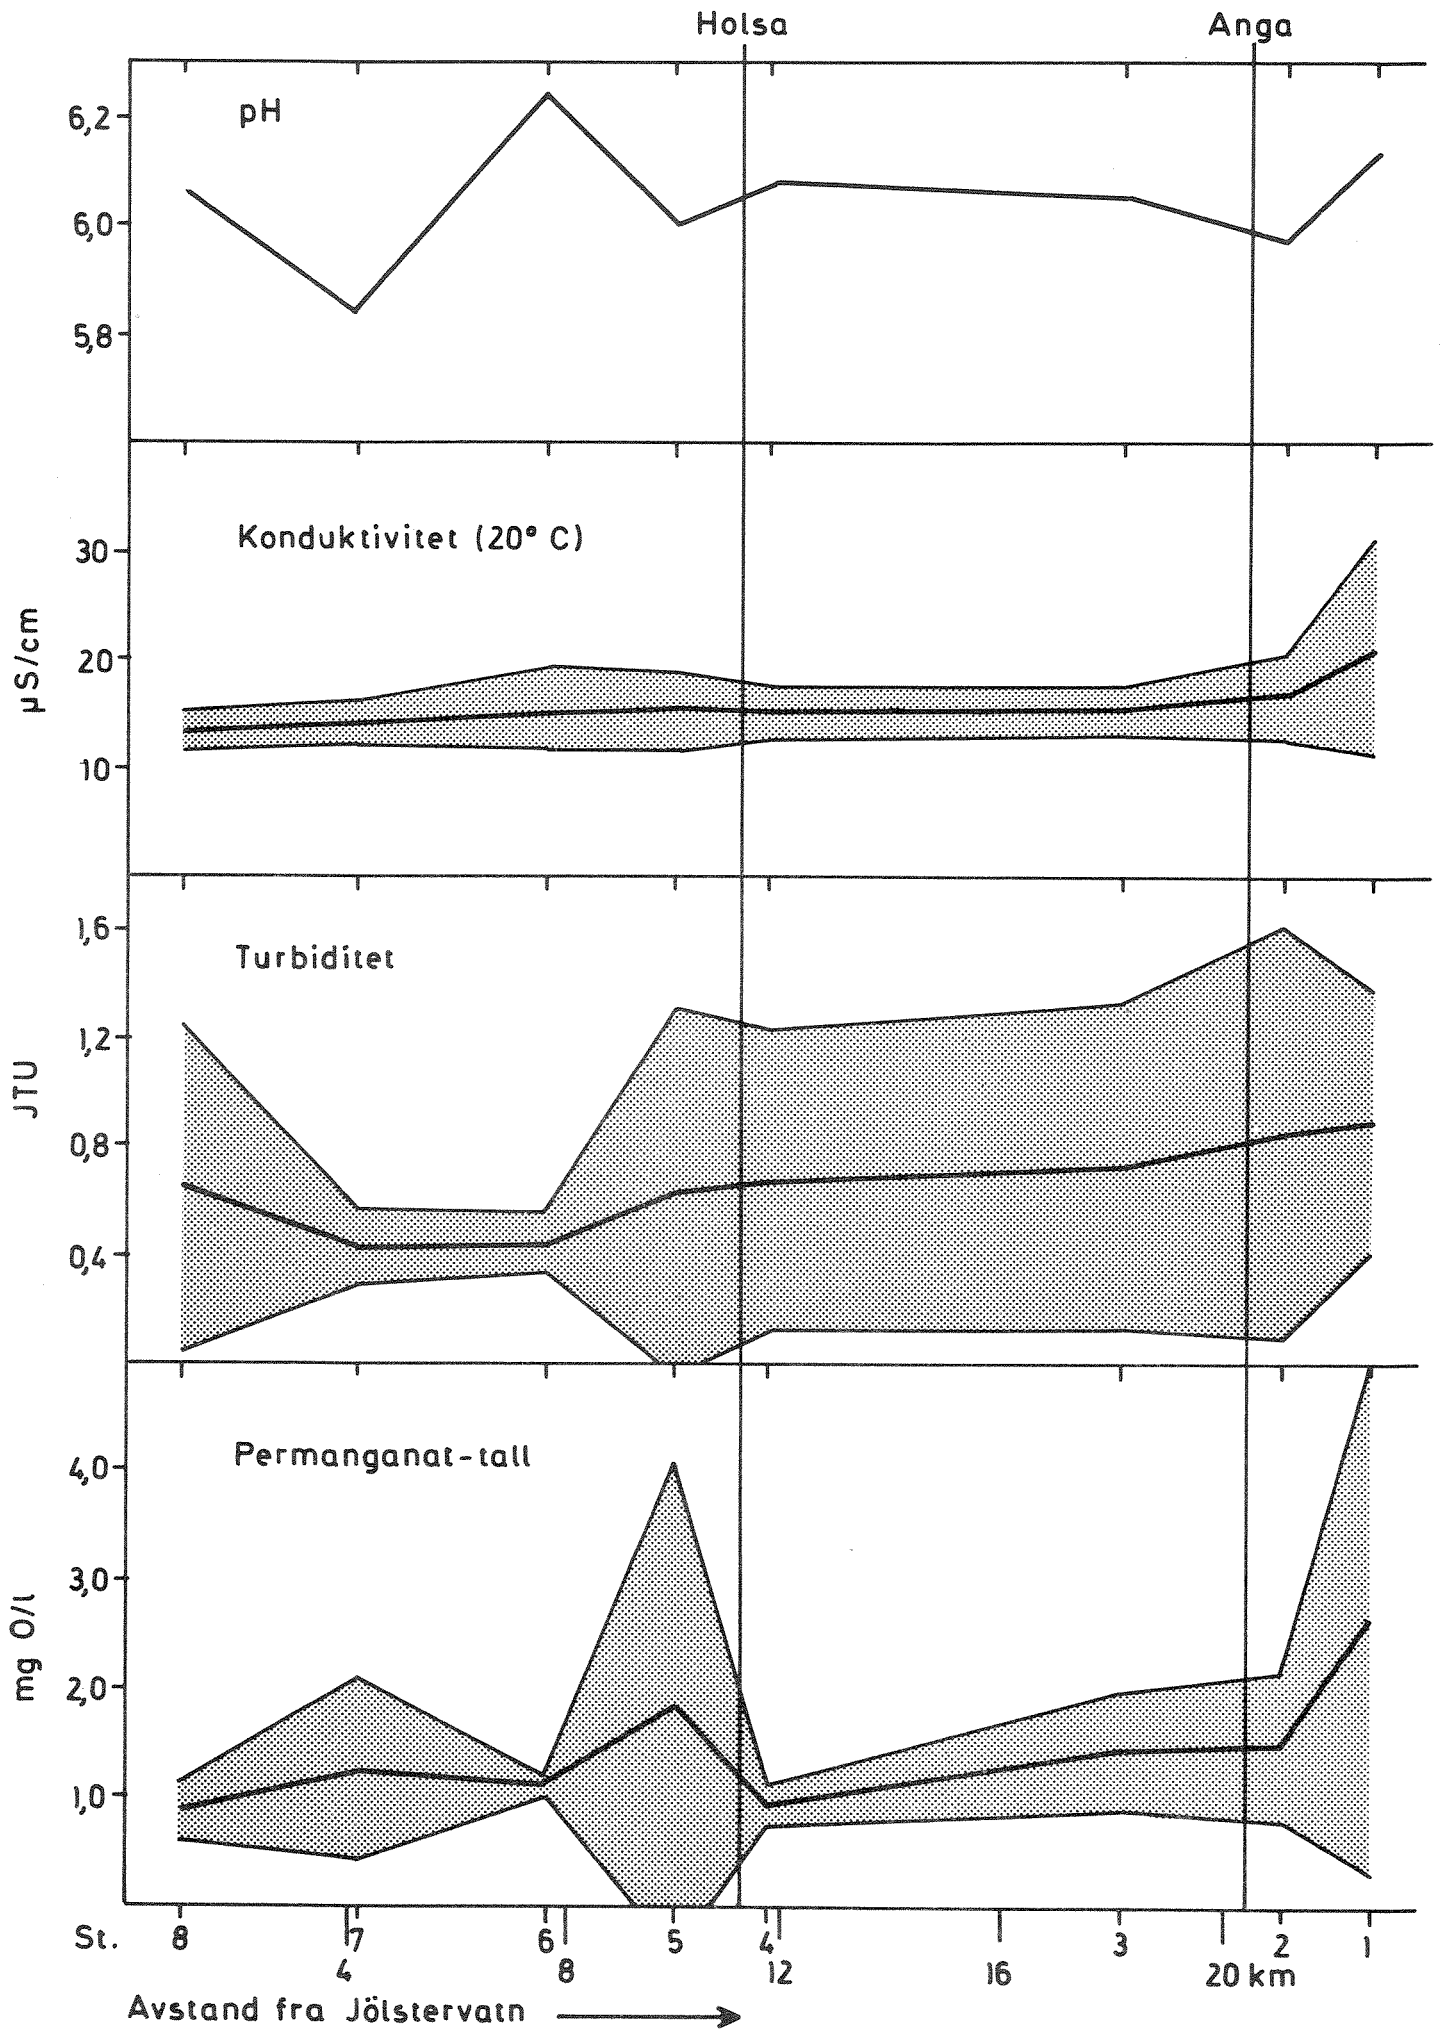 Holsa Anga
pH
6,2
6,0
5,8
Konduktivitet (20° C)
µS/cm
30
20
10
Turbiditet
JTU
1,6
1,2
0,8
0,4
Permanganat-tall
mg O/l
4,0
3,0
2,0
1,0
St. 8 7 6 5 4 3 2 1
4 8 12 16 20 km
Avstand fra Jölstervatn